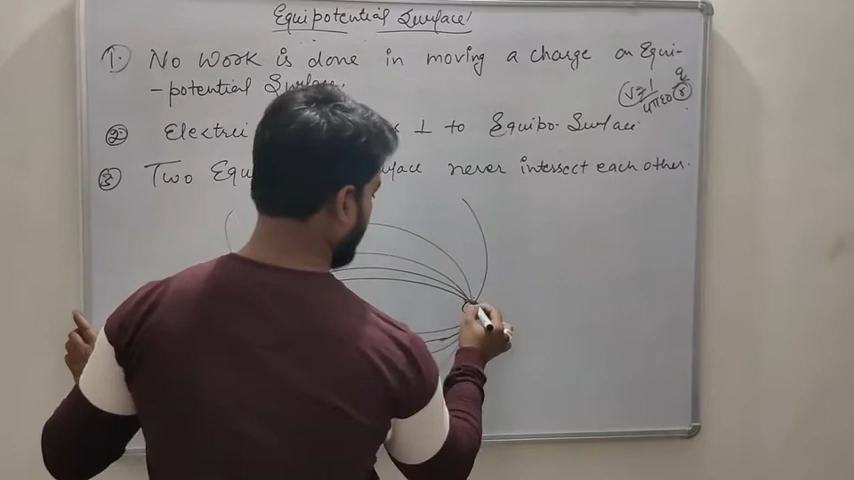 Equipotential Surface
1. No work is done in moving a charge on Equi-
-potential Surface.
V = 1/4πε0 q/r
2. Electri ⊥ to Equipo. Surface
3. Two Equ face never intersect each other.